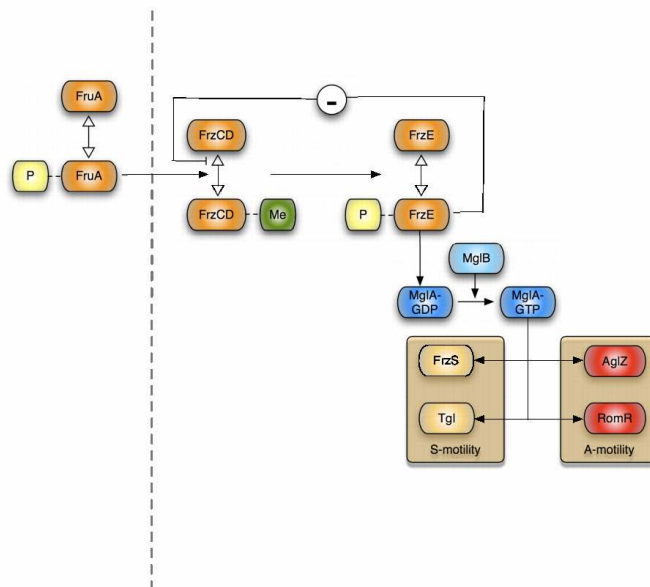 FruA
P
FruA
-
FrzCD
FrzE
FrzCD
Me
P
FrzE
MglB
MglA-
GDP
MglA-
GTP
FrzS
AglZ
Tgl
RomR
S-motility
A-motility